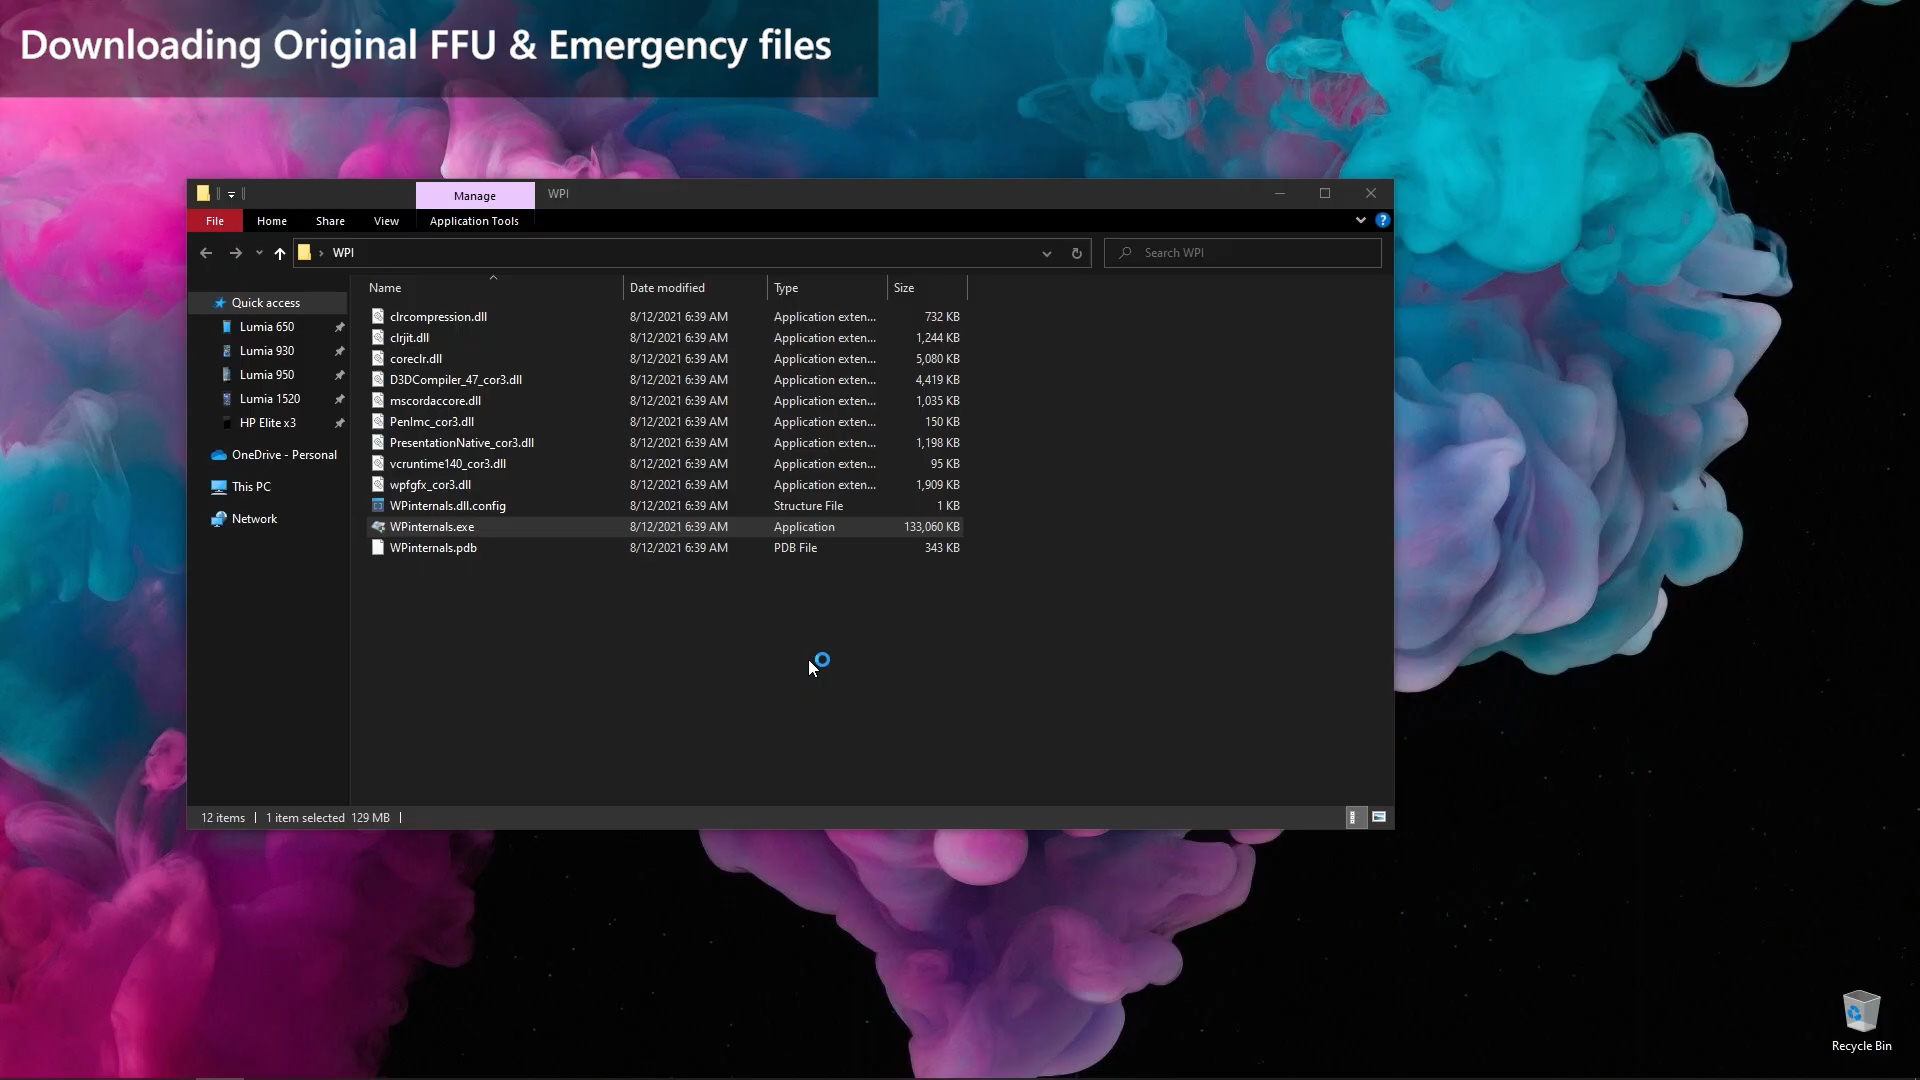 Downloading Original FFU & Emergency files
Manage
WPI
File
Home
Share
View
Application Tools
WPI
Search WPI
Name
Date modified
Type
Size
Quick access
Lumia 650
Lumia 930
Lumia 950
Lumia 1520
HP Elite x3
OneDrive - Personal
This PC
Network
clrcompression.dll 8/12/2021 6:39 AM Application exten... 732 KB
clrjit.dll 8/12/2021 6:39 AM Application exten... 1,244 KB
coreclr.dll 8/12/2021 6:39 AM Application exten... 5,080 KB
D3DCompiler_47_cor3.dll 8/12/2021 6:39 AM Application exten... 4,419 KB
mscordaccore.dll 8/12/2021 6:39 AM Application exten... 1,035 KB
PenImc_cor3.dll 8/12/2021 6:39 AM Application exten... 150 KB
PresentationNative_cor3.dll 8/12/2021 6:39 AM Application exten... 1,198 KB
vcruntime140_cor3.dll 8/12/2021 6:39 AM Application exten... 95 KB
wpfgfx_cor3.dll 8/12/2021 6:39 AM Application exten... 1,909 KB
WPinternals.dll.config 8/12/2021 6:39 AM Structure File 1 KB
WPinternals.exe 8/12/2021 6:39 AM Application 133,060 KB
WPinternals.pdb 8/12/2021 6:39 AM PDB File 343 KB
12 items
1 item selected 129 MB
Recycle Bin